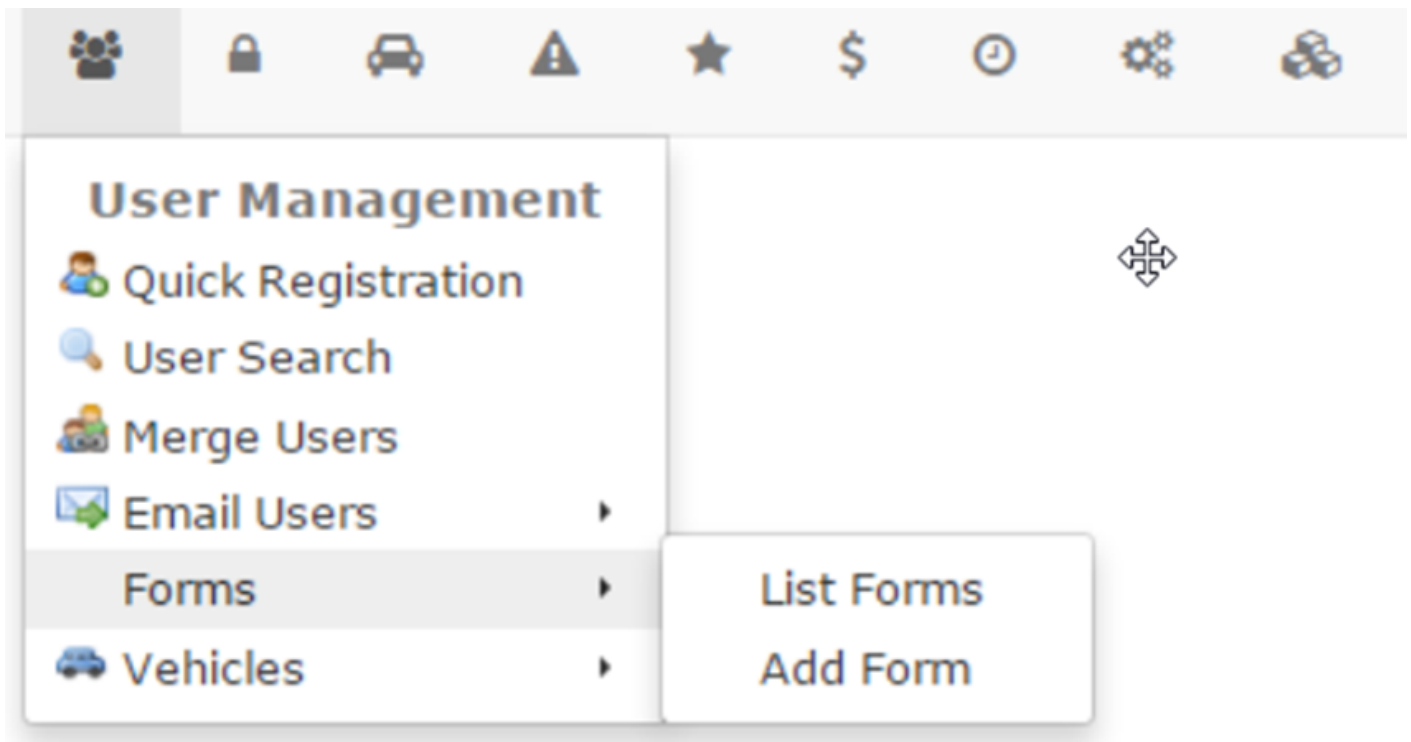 User Management
Quick Registration
User Search
Merge Users
Email Users
Forms
List Forms
Vehicles
Add Form